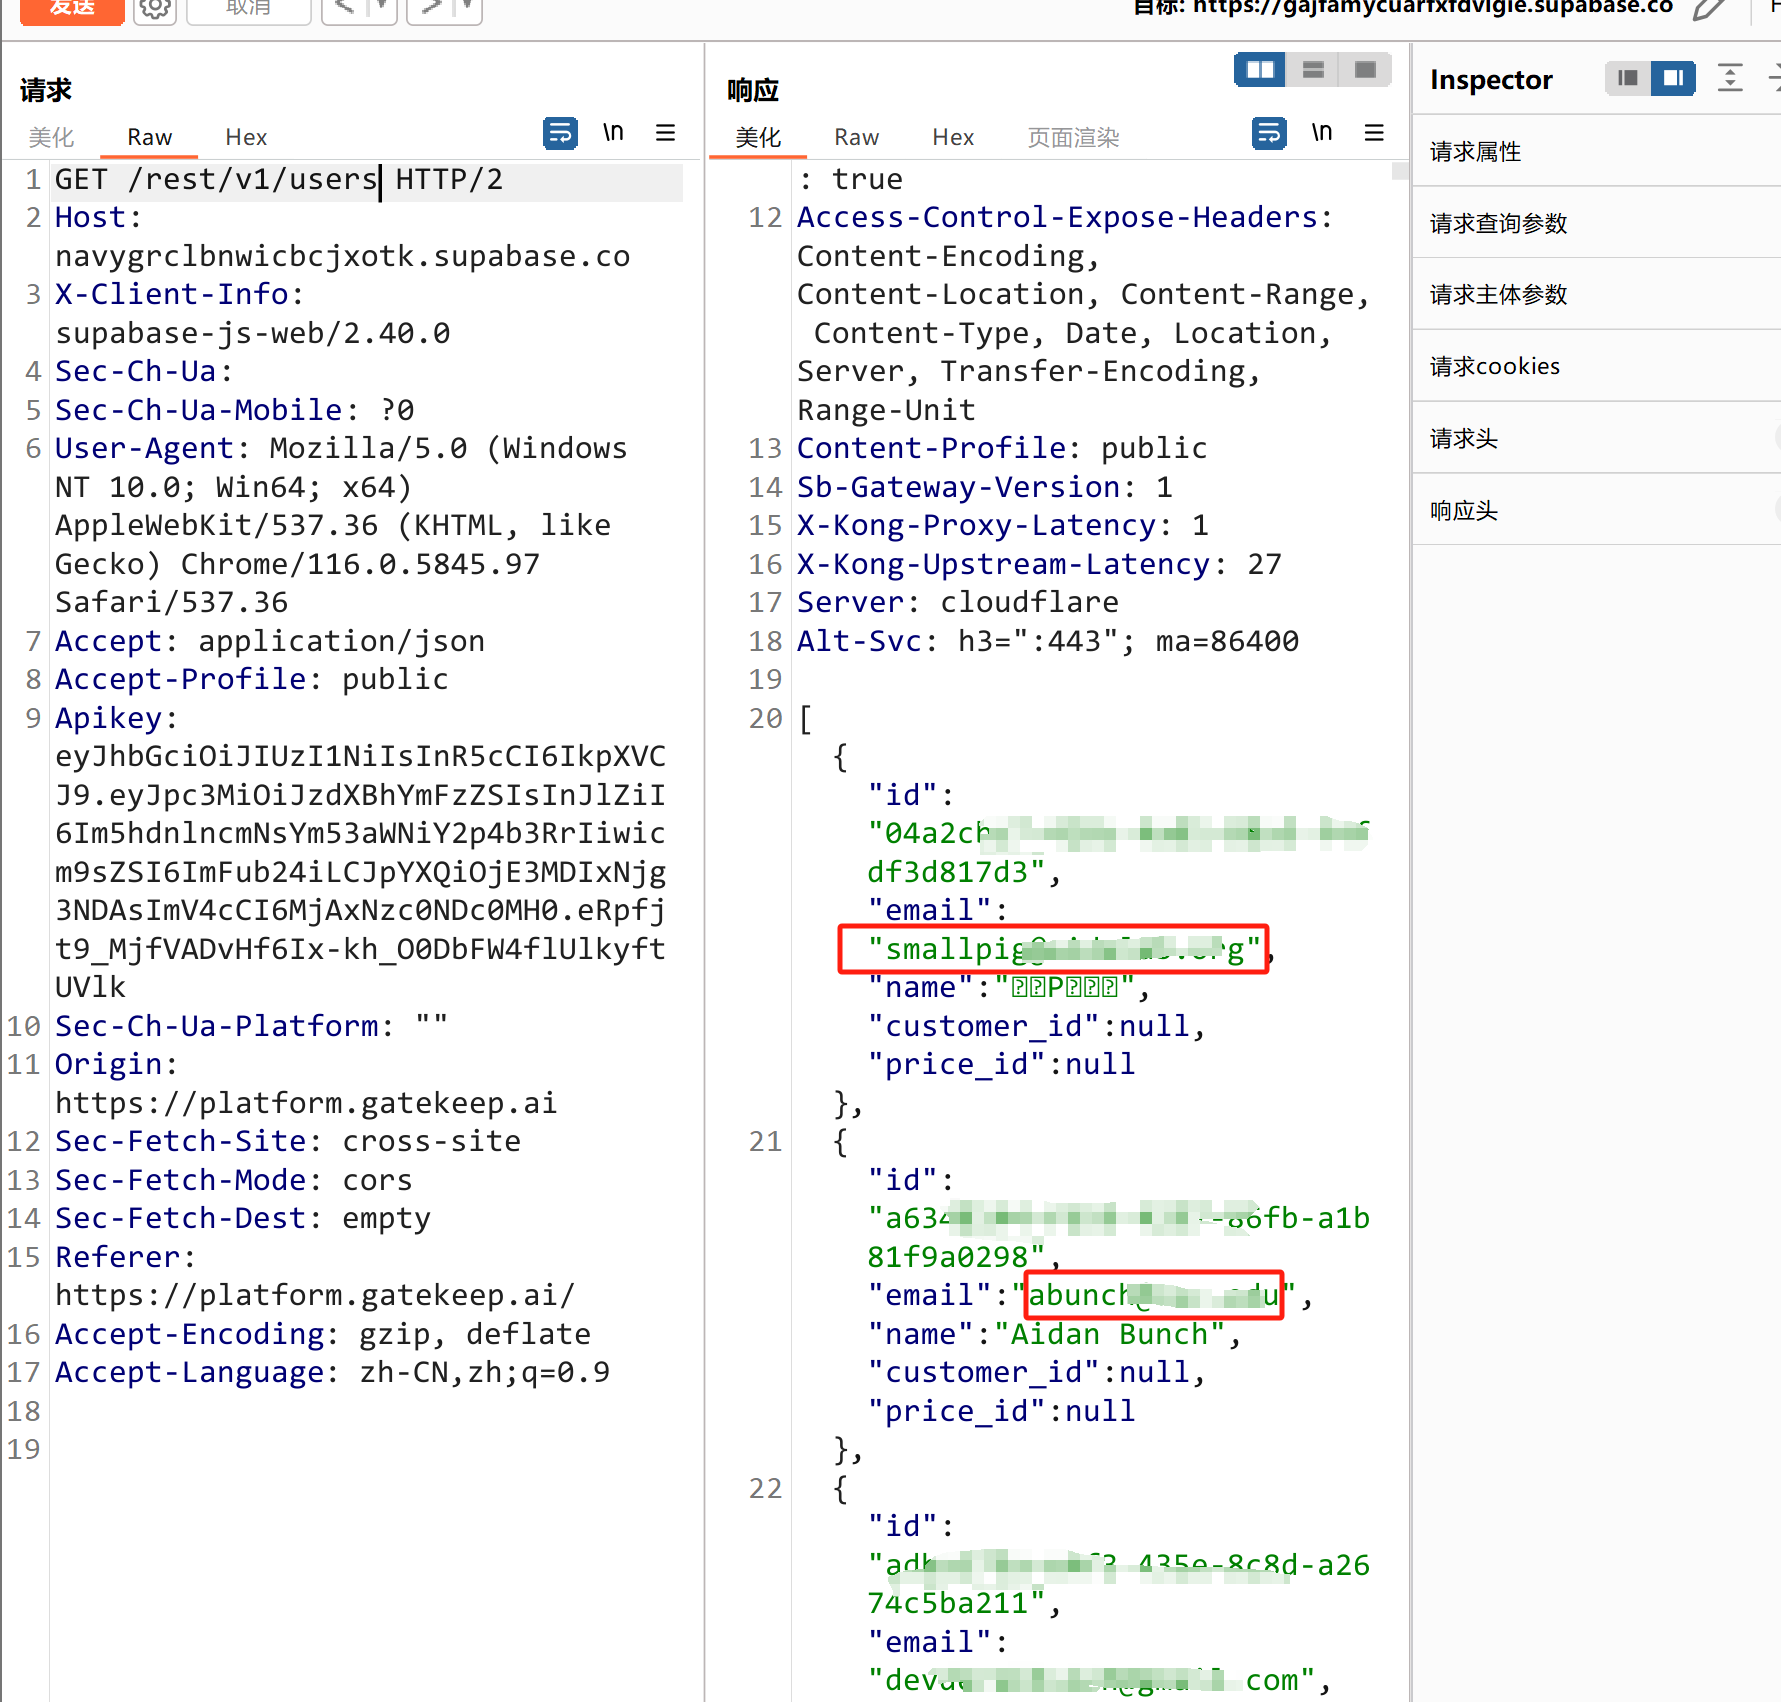 发送
取消
目标: https://gajfamycuarfxfdvlgie.supabase.co
请求
美化 Raw Hex \n
1 GET /rest/v1/users HTTP/2
2 Host:
navygrclbnwicbcjxotk.supabase.co
3 X-Client-Info:
supabase-js-web/2.40.0
4 Sec-Ch-Ua:
5 Sec-Ch-Ua-Mobile: ?0
6 User-Agent: Mozilla/5.0 (Windows
NT 10.0; Win64; x64)
AppleWebKit/537.36 (KHTML, like
Gecko) Chrome/116.0.5845.97
Safari/537.36
7 Accept: application/json
8 Accept-Profile: public
9 Apikey:
eyJhbGciOiJIUzI1NiIsInR5cCI6IkpXVC
J9.eyJpc3MiOiJzdXBhYmFzZSIsInJlZiI
6Im5hdnlncmNsYm53aWNiY2p4b3RrIiwic
m9sZSI6ImFub24iLCJpYXQiOjE3MDIxNjg
3NDAsImV4cCI6MjAxNzc0NDc0MH0.eRpfj
t9_MjfVADvHf6Ix-kh_O0DbFW4flUlkyft
UVlk
10 Sec-Ch-Ua-Platform: ""
11 Origin:
https://platform.gatekeep.ai
12 Sec-Fetch-Site: cross-site
13 Sec-Fetch-Mode: cors
14 Sec-Fetch-Dest: empty
15 Referer:
https://platform.gatekeep.ai/
16 Accept-Encoding: gzip, deflate
17 Accept-Language: zh-CN,zh;q=0.9
18
19
响应
美化 Raw Hex 页面渲染 \n
: true
12 Access-Control-Expose-Headers:
Content-Encoding,
Content-Location, Content-Range,
Content-Type, Date, Location,
Server, Transfer-Encoding,
Range-Unit
13 Content-Profile: public
14 Sb-Gateway-Version: 1
15 X-Kong-Proxy-Latency: 1
16 X-Kong-Upstream-Latency: 27
17 Server: cloudflare
18 Alt-Svc: h3=":443"; ma=86400
19
20 [
{
"id":
"04a2c
df3d817d3",
"email":
"smallpig
"name":"P",
"customer_id":null,
"price_id":null
},
21 {
"id":
"a634 -86fb-a1b
81f9a0298",
"email":"abunch@
"name":"Aidan Bunch",
"customer_id":null,
"price_id":null
},
22 {
"id":
"ad 435e-8c8d-a26
74c5ba211",
"email":
"dev .com",
Inspector
请求属性
请求查询参数
请求主体参数
请求cookies
请求头
响应头